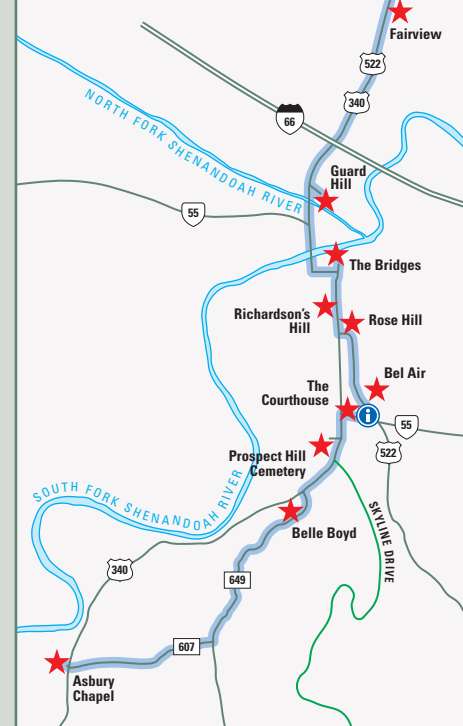 Fairview
522
340
66
NORTH FORK SHENANDOAH RIVER
Guard
Hill
55
The Bridges
Richardson's
Hill
Rose Hill
Bel Air
The
Courthouse
i
55
522
Prospect Hill
Cemetery
SOUTH FORK SHENANDOAH RIVER
SKYLINE DRIVE
Belle Boyd
340
649
607
Asbury
Chapel